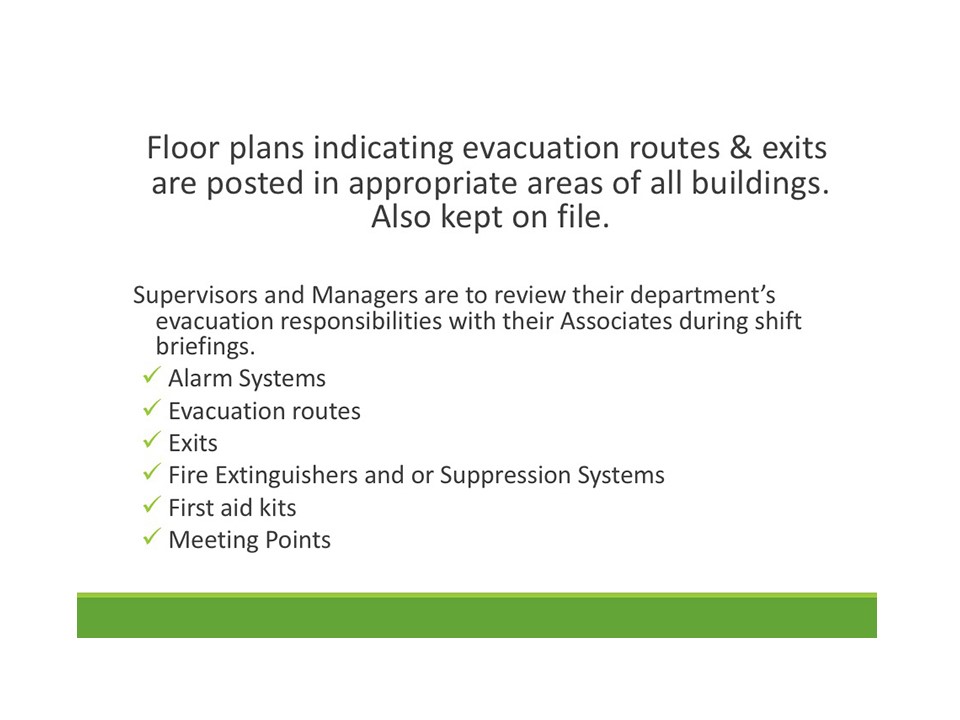 Floor plans indicating evacuation routes & exits
are posted in appropriate areas of all buildings.
Also kept on file.
Supervisors and Managers are to review their department’s
evacuation responsibilities with their Associates during shift
briefings.
✓ Alarm Systems
✓ Evacuation routes
✓ Exits
✓ Fire Extinguishers and or Suppression Systems
✓ First aid kits
✓ Meeting Points